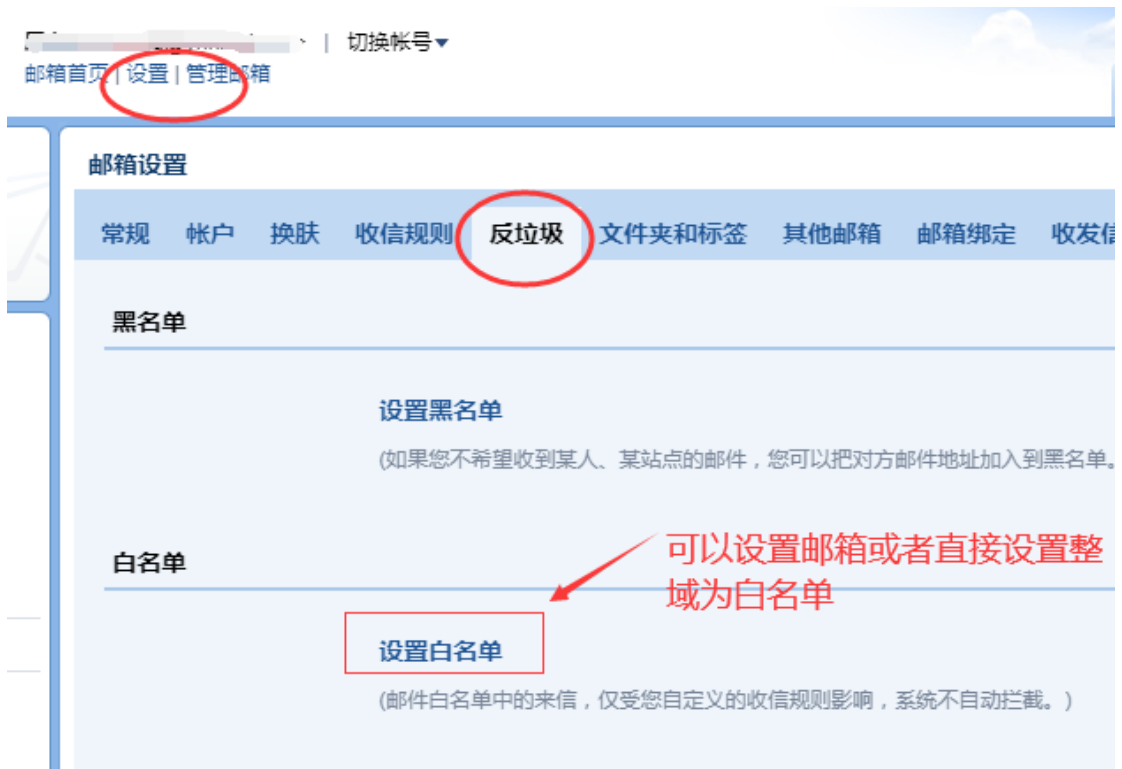 | 切换帐号▾
邮箱首页 | 设置 | 管理邮箱
邮箱设置
常规 帐户 换肤 收信规则 反垃圾 文件夹和标签 其他邮箱 邮箱绑定 收发信
黑名单
设置黑名单
(如果您不希望收到某人、某站点的邮件，您可以把对方邮件地址加入到黑名单。
可以设置邮箱或者直接设置整
域为白名单
白名单
设置白名单
(邮件白名单中的来信，仅受您自定义的收信规则影响，系统不自动拦截。)